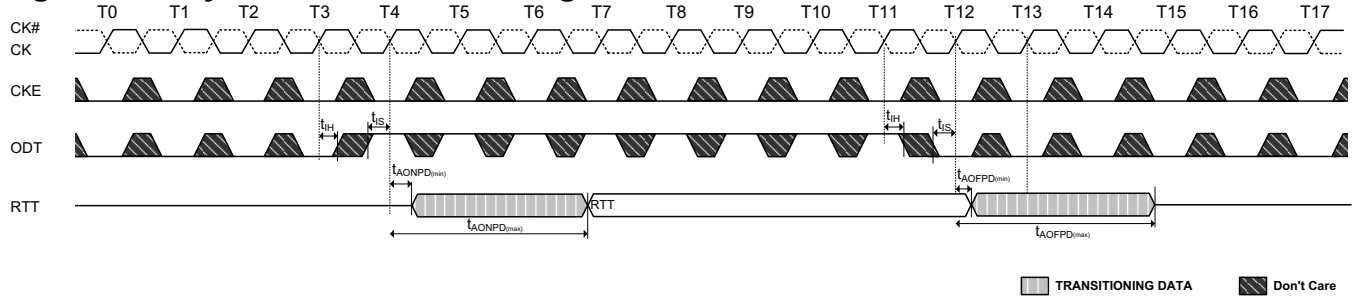 T0 T1 T2 T3 T4 T5 T6 T7 T8 T9 T10 T11 T12 T13 T14 T15 T16 T17
CK#
CK
CKE
tIH tIS tIH tIS
ODT
tAONPD(min) tAOFPD(min)
RTT RTT
tAONPD(max) tAOFPD(max)
TRANSITIONING DATA Don't Care